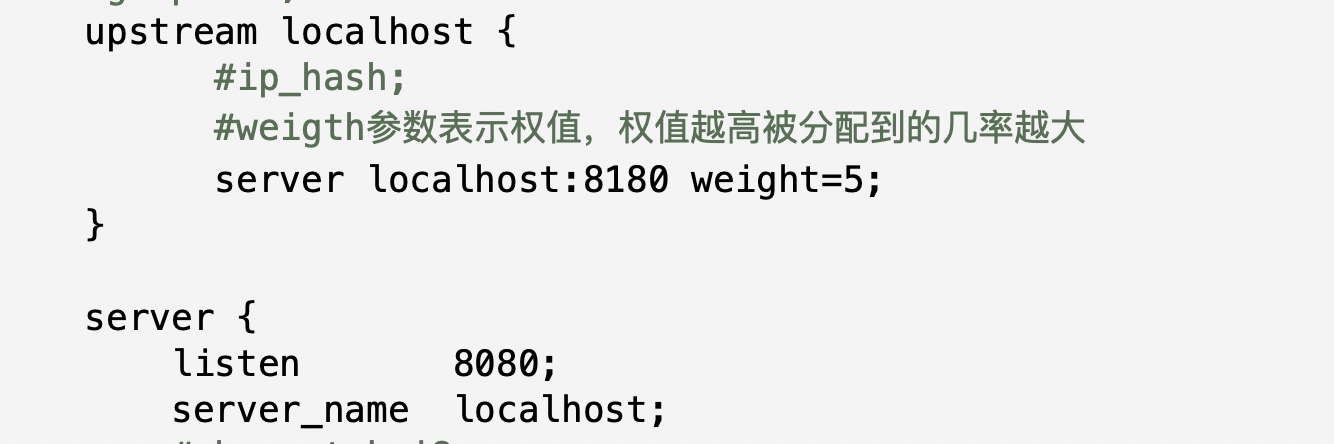 upstream localhost {
#ip_hash;
#weigth参数表示权值，权值越高被分配到的几率越大
server localhost:8180 weight=5;
}
server {
listen 8080;
server_name localhost;